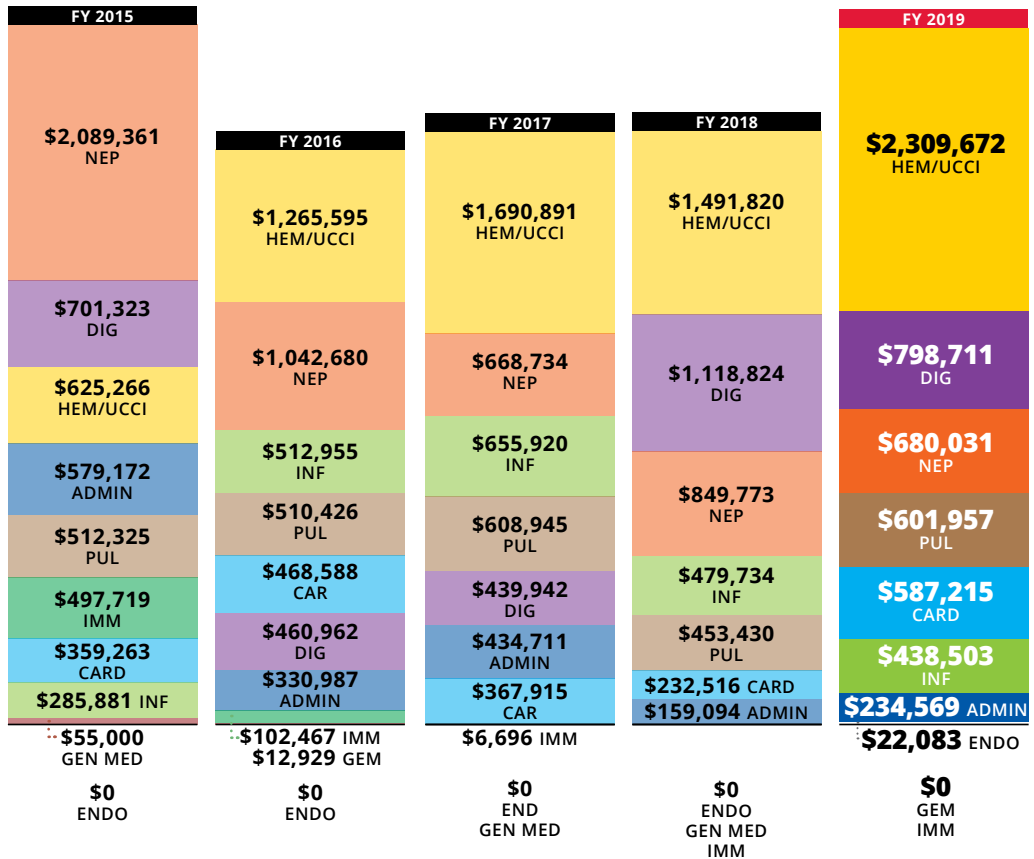 FY 2015
$2,089,361
NEP
$701,323
DIG
$625,266
HEM/UCCI
$579,172
ADMIN
$512,325
PUL
$497,719
IMM
$359,263
CARD
$285,881 INF
$55,000
GEN MED
$0
ENDO
FY 2016
$1,265,595
HEM/UCCI
$1,042,680
NEP
$512,955
INF
$510,426
PUL
$468,588
CAR
$460,962
DIG
$330,987
ADMIN
$102,467 IMM
$12,929 GEM
$0
ENDO
FY 2017
$1,690,891
HEM/UCCI
$668,734
NEP
$655,920
INF
$608,945
PUL
$439,942
DIG
$434,711
ADMIN
$367,915
CAR
$6,696 IMM
$0
END
GEN MED
FY 2018
$1,491,820
HEM/UCCI
$1,118,824
DIG
$849,773
NEP
$479,734
INF
$453,430
PUL
$232,516 CARD
$159,094 ADMIN
$0
ENDO
GEN MED
IMM
FY 2019
$2,309,672
HEM/UCCI
$798,711
DIG
$680,031
NEP
$601,957
PUL
$587,215
CARD
$438,503
INF
$234,569 ADMIN
$22,083 ENDO
$0
GEM
IMM